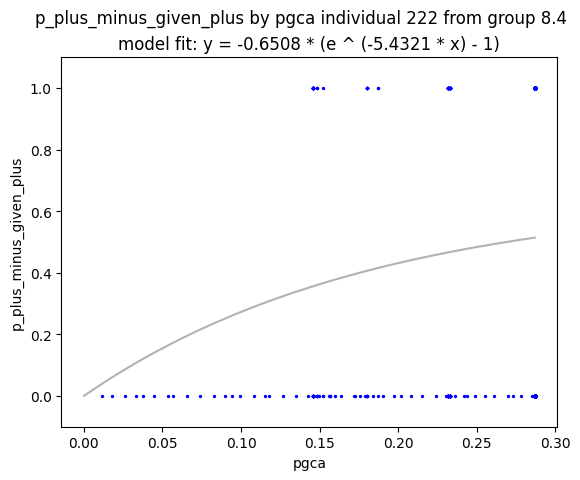 p_plus_minus_given_plus by pgca individual 222 from group 8.4
model fit: y = -0.6508 * (e ^ (-5.4321 * x) - 1)
1.0
0.8
0.6
0.4
0.2
0.0
p_plus_minus_given_plus
0.00 0.05 0.10 0.15 0.20 0.25 0.30
pgca